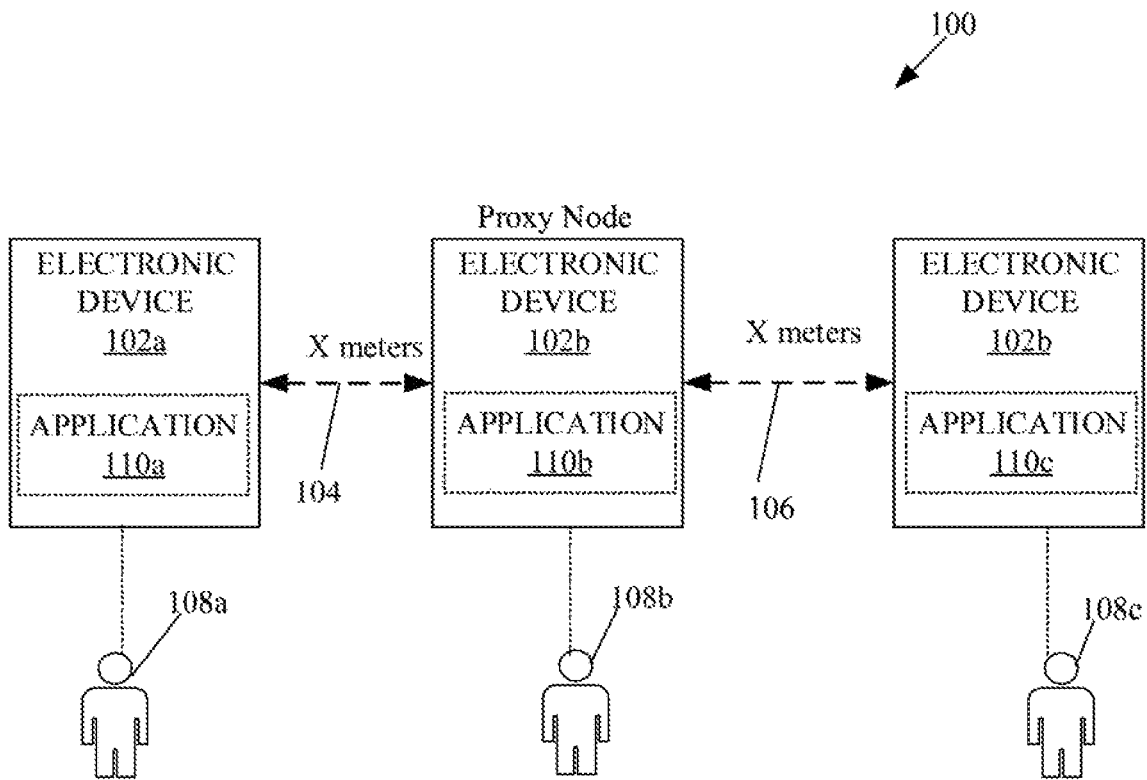 100
Proxy Node
ELECTRONIC
DEVICE
102a
APPLICATION
110a
X meters
104
ELECTRONIC
DEVICE
102b
APPLICATION
110b
X meters
106
ELECTRONIC
DEVICE
102b
APPLICATION
110c
108a
108b
108c